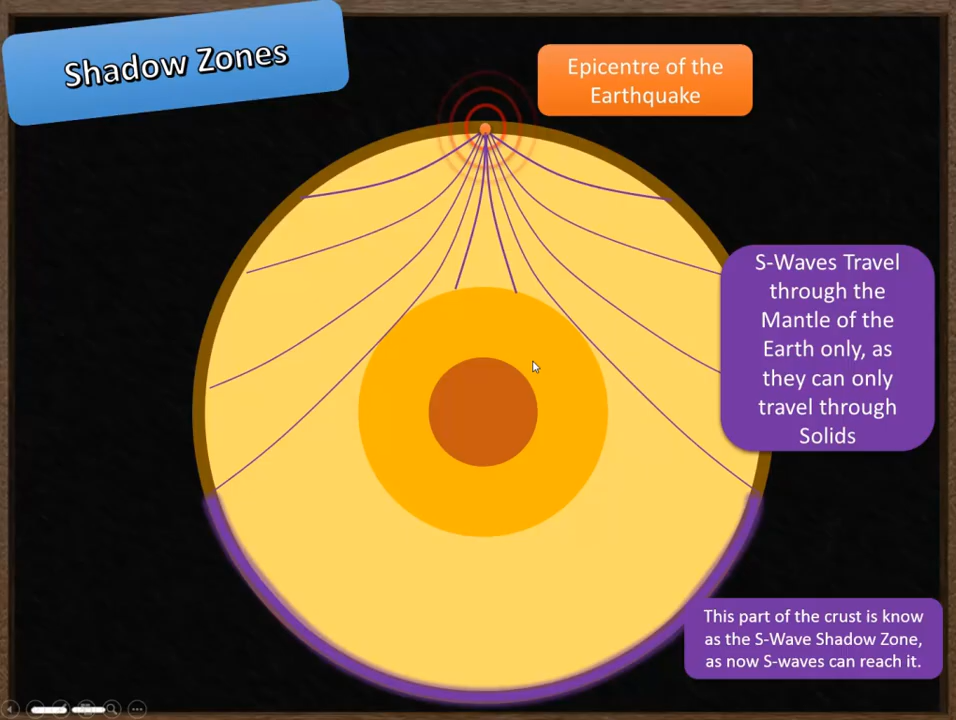 Shadow Zones
Epicentre of the
Earthquake
S-Waves Travel
through the
Mantle of the
Earth only, as
they can only
travel through
Solids
This part of the crust is know
as the S-Wave Shadow Zone,
as now S-waves can reach it.